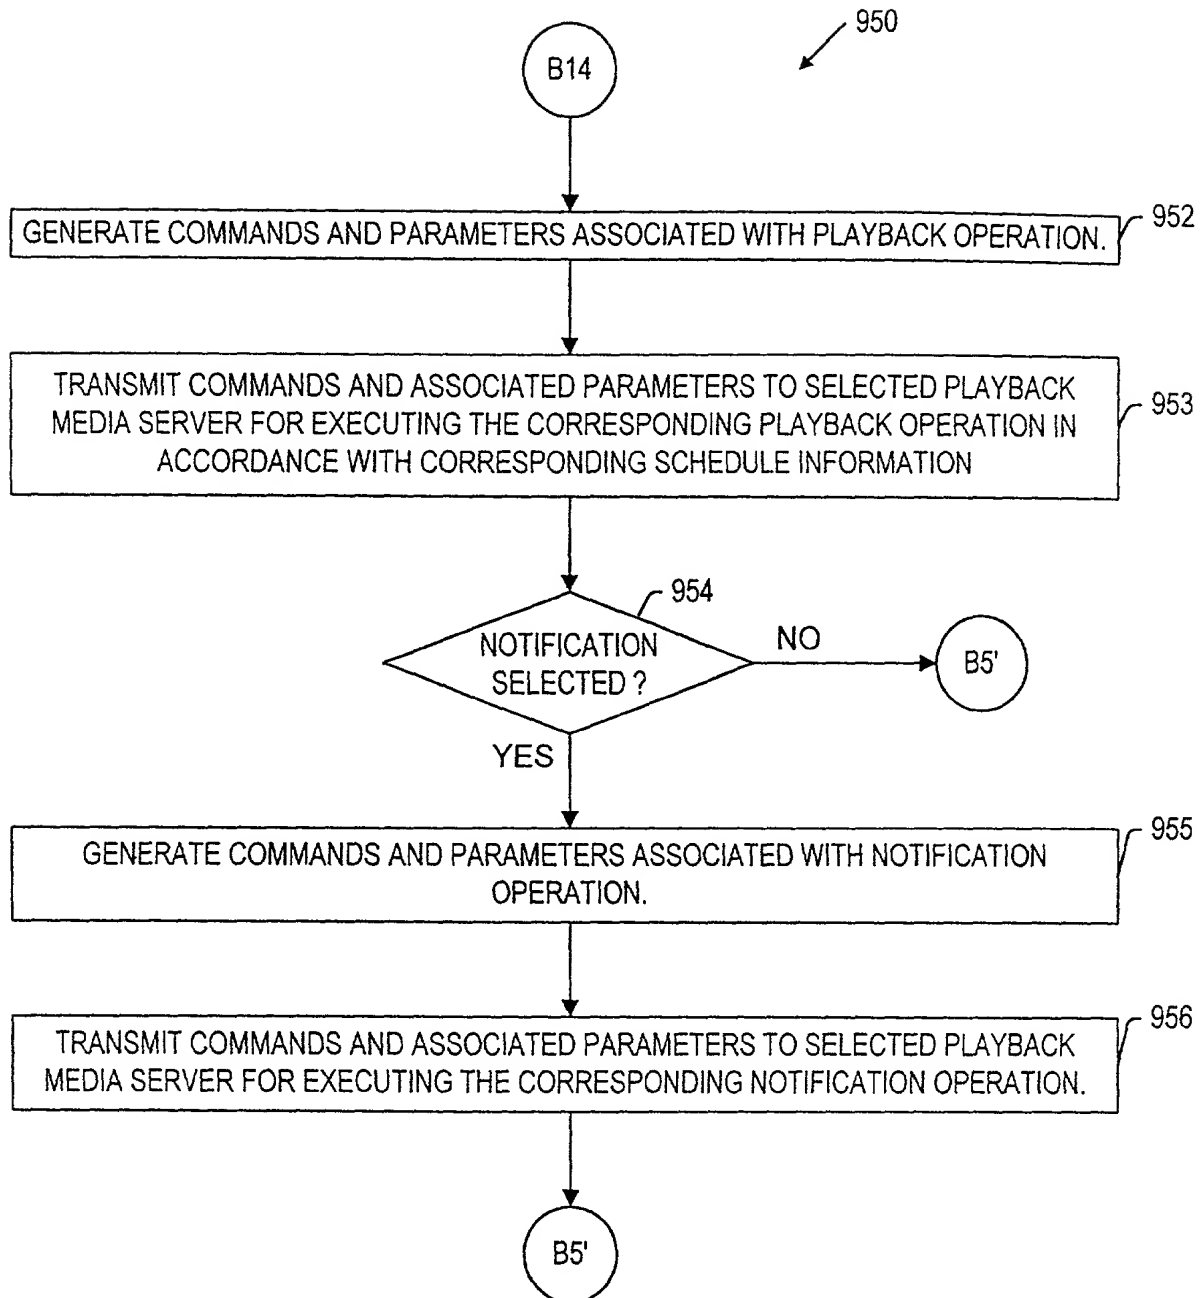 950
B14
952
GENERATE COMMANDS AND PARAMETERS ASSOCIATED WITH PLAYBACK OPERATION.
TRANSMIT COMMANDS AND ASSOCIATED PARAMETERS TO SELECTED PLAYBACK
MEDIA SERVER FOR EXECUTING THE CORRESPONDING PLAYBACK OPERATION IN
ACCORDANCE WITH CORRESPONDING SCHEDULE INFORMATION
953
954
NOTIFICATION
SELECTED ?
NO
B5'
YES
955
GENERATE COMMANDS AND PARAMETERS ASSOCIATED WITH NOTIFICATION
OPERATION.
956
TRANSMIT COMMANDS AND ASSOCIATED PARAMETERS TO SELECTED PLAYBACK
MEDIA SERVER FOR EXECUTING THE CORRESPONDING NOTIFICATION OPERATION.
B5'